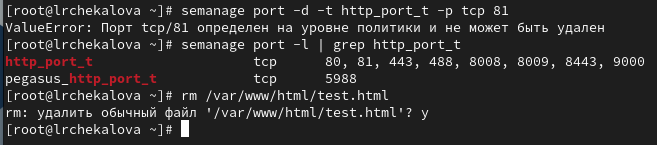 [root@lrchekalova ~]# semanage port -d -t http_port_t -p tcp 81
ValueError: Порт tcp/81 определен на уровне политики и не может быть удален
[root@lrchekalova ~]# semanage port -l | grep http_port_t
http_port_t                    tcp      80, 81, 443, 488, 8008, 8009, 8443, 9000
pegasus_http_port_t            tcp      5988
[root@lrchekalova ~]# rm /var/www/html/test.html
rm: удалить обычный файл '/var/www/html/test.html'? y
[root@lrchekalova ~]#